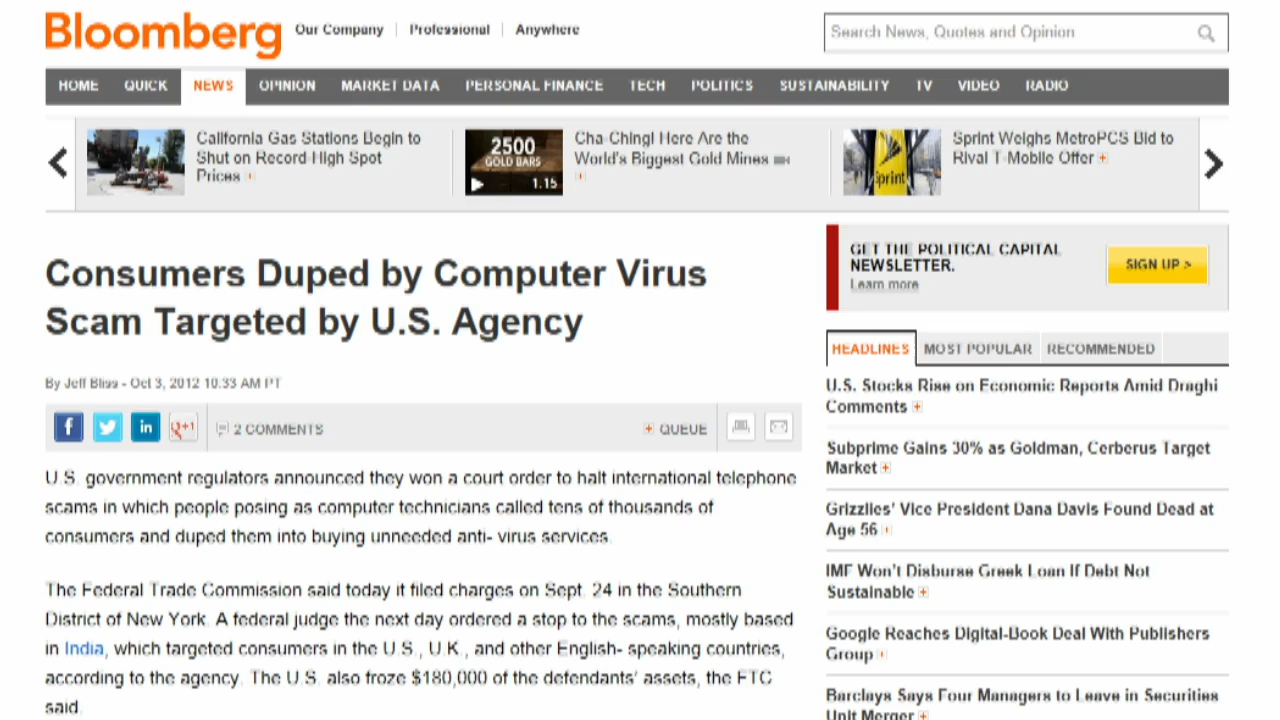 Bloomberg
Our Company | Professional | Anywhere
Search News, Quotes and Opinion
HOME QUICK NEWS OPINION MARKET DATA PERSONAL FINANCE TECH POLITICS SUSTAINABILITY TV VIDEO RADIO
California Gas Stations Begin to
Shut on Record-High Spot
Prices +
2500
GOLD BARS
1.15
Cha-Ching! Here Are the
World's Biggest Gold Mines
+
Sprint
Sprint Weighs MetroPCS Bid to
Rival T-Mobile Offer +
Consumers Duped by Computer Virus
Scam Targeted by U.S. Agency
By Jeff Bliss - Oct 3, 2012 10:33 AM PT
f in g+1 2 COMMENTS + QUEUE
U.S. government regulators announced they won a court order to halt international telephone
scams in which people posing as computer technicians called tens of thousands of
consumers and duped them into buying unneeded anti- virus services.
The Federal Trade Commission said today it filed charges on Sept. 24 in the Southern
District of New York. A federal judge the next day ordered a stop to the scams, mostly based
in India, which targeted consumers in the U.S., U.K., and other English- speaking countries,
according to the agency. The U.S. also froze $180,000 of the defendants' assets, the FTC
said.
GET THE POLITICAL CAPITAL
NEWSLETTER.
Learn more
SIGN UP >
HEADLINES MOST POPULAR RECOMMENDED
U.S. Stocks Rise on Economic Reports Amid Draghi
Comments +
Subprime Gains 30% as Goldman, Cerberus Target
Market +
Grizzlies' Vice President Dana Davis Found Dead at
Age 56 +
IMF Won't Disburse Greek Loan If Debt Not
Sustainable +
Google Reaches Digital-Book Deal With Publishers
Group +
Barclays Says Four Managers to Leave in Securities
Unit Merger +